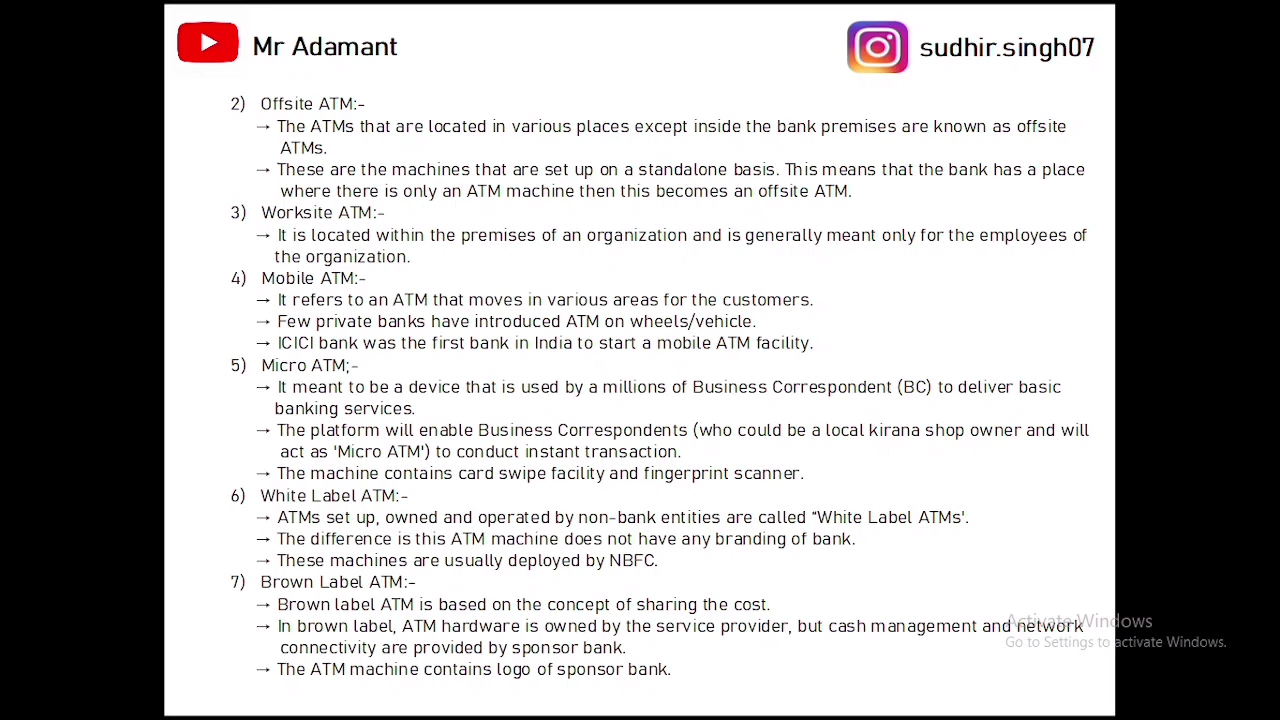 Mr Adamant
sudhir.singh07
2) Offsite ATM:-
→ The ATMs that are located in various places except inside the bank premises are known as offsite
ATMs.
→ These are the machines that are set up on a standalone basis. This means that the bank has a place
where there is only an ATM machine then this becomes an offsite ATM.
3) Worksite ATM:-
→ It is located within the premises of an organization and is generally meant only for the employees of
the organization.
4) Mobile ATM:-
→ It refers to an ATM that moves in various areas for the customers.
→ Few private banks have introduced ATM on wheels/vehicle.
→ ICICI bank was the first bank in India to start a mobile ATM facility.
5) Micro ATM;-
→ It meant to be a device that is used by a millions of Business Correspondent (BC) to deliver basic
banking services.
→ The platform will enable Business Correspondents (who could be a local kirana shop owner and will
act as 'Micro ATM') to conduct instant transaction.
→ The machine contains card swipe facility and fingerprint scanner.
6) White Label ATM:-
→ ATMs set up, owned and operated by non-bank entities are called “White Label ATMs'.
→ The difference is this ATM machine does not have any branding of bank.
→ These machines are usually deployed by NBFC.
7) Brown Label ATM:-
→ Brown label ATM is based on the concept of sharing the cost.
→ In brown label, ATM hardware is owned by the service provider, but cash management and network
connectivity are provided by sponsor bank.
→ The ATM machine contains logo of sponsor bank.
Activate Windows
Go to Settings to activate Windows.